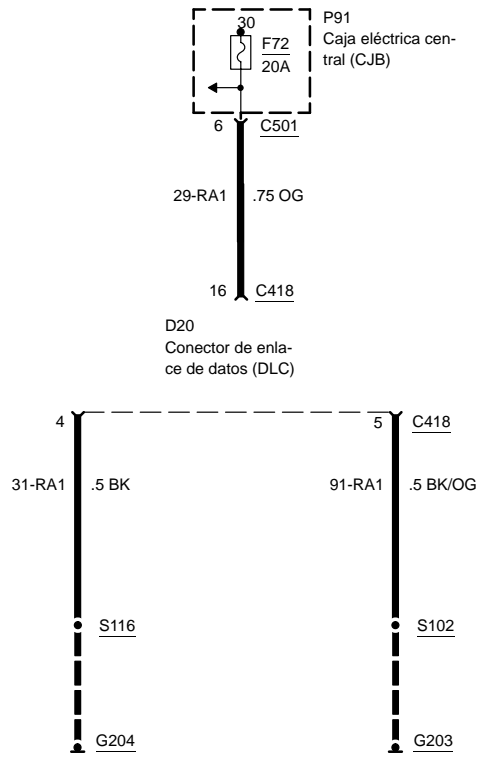 30
F72
20A
P91
Caja eléctrica cen-
tral (CJB)
6 C501
29-RA1 .75 OG
16 C418
D20
Conector de enla-
ce de datos (DLC)
4 5 C418
31-RA1 .5 BK 91-RA1 .5 BK/OG
S116 S102
G204 G203